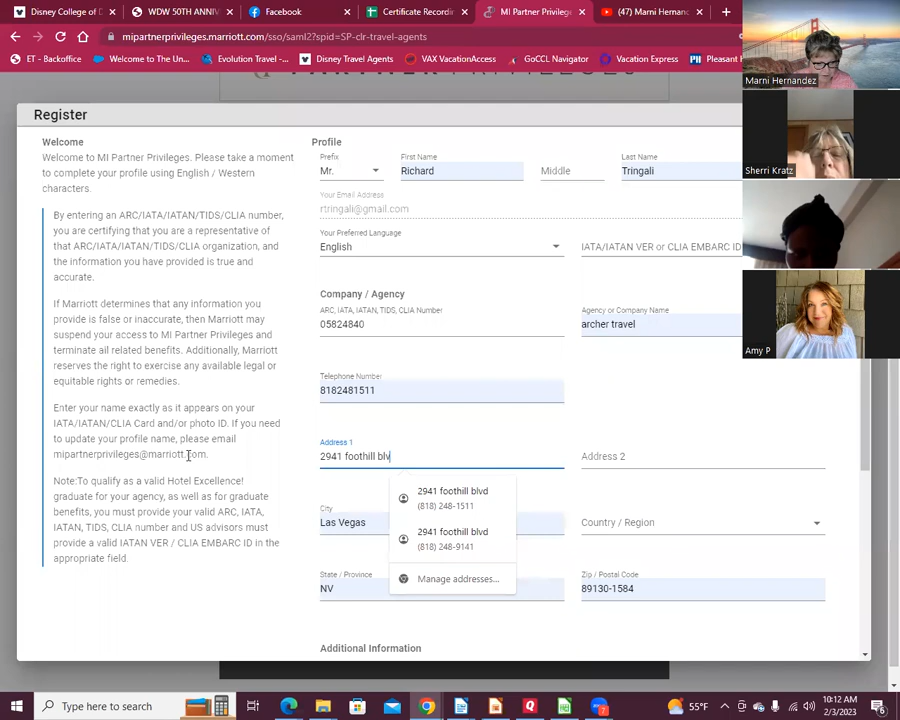 Disney College of D
WDW 50TH ANNIV
Facebook
Certificate Recordin
MI Partner Privilege
(47) Marni Hernand
mipartnerprivileges.marriott.com/sso/saml2?spid=SP-clr-travel-agents
ET - Backoffice
Welcome to The Un
Evolution Travel -
Disney Travel Agents
VAX VacationAccess
GoCCL Navigator
Vacation Express
Pleasant
Register
Welcome
Welcome to MI Partner Privileges. Please take a moment
to complete your profile using English / Western
characters.
By entering an ARC/IATA/IATAN/TIDS/CLIA number,
you are certifying that you are a representative of
that ARC/IATA/IATAN/TIDS/CLIA organization, and
the information you have provided is true and
accurate.
If Marriott determines that any information you
provide is false or inaccurate, then Marriott may
suspend your access to MI Partner Privileges and
terminate all related benefits. Additionally, Marriott
reserves the right to exercise any available legal or
equitable rights or remedies.
Enter your name exactly as it appears on your
IATA/IATAN/CLIA Card and/or photo ID. If you need
to update your profile name, please email
mipartnerprivileges@marriott.com.
Note:To qualify as a valid Hotel Excellence!
graduate for your agency, as well as for graduate
benefits, you must provide your valid ARC, IATA,
IATAN, TIDS, CLIA number and US advisors must
provide a valid IATAN VER / CLIA EMBARC ID in the
appropriate field.
Profile
Prefix
First Name
Last Name
Mr.
Richard
Middle
Tringali
Your Email Address
rtringali@gmail.com
Your Preferred Language
English
IATA/IATAN VER or CLIA EMBARC ID
Company / Agency
ARC, IATA, IATAN, TIDS, CLIA Number
Agency or Company Name
05824840
archer travel
Telephone Number
8182481511
Address 1
2941 foothill blv
Address 2
2941 foothill blvd
(818) 248-1511
2941 foothill blvd
(818) 248-9141
Manage addresses...
City
Las Vegas
Country / Region
State / Province
Zip / Postal Code
NV
89130-1584
Additional Information
Marni Hernandez
Sherri Kratz
Amy P
Type here to search
55°F
10:12 AM
2/3/2023
6